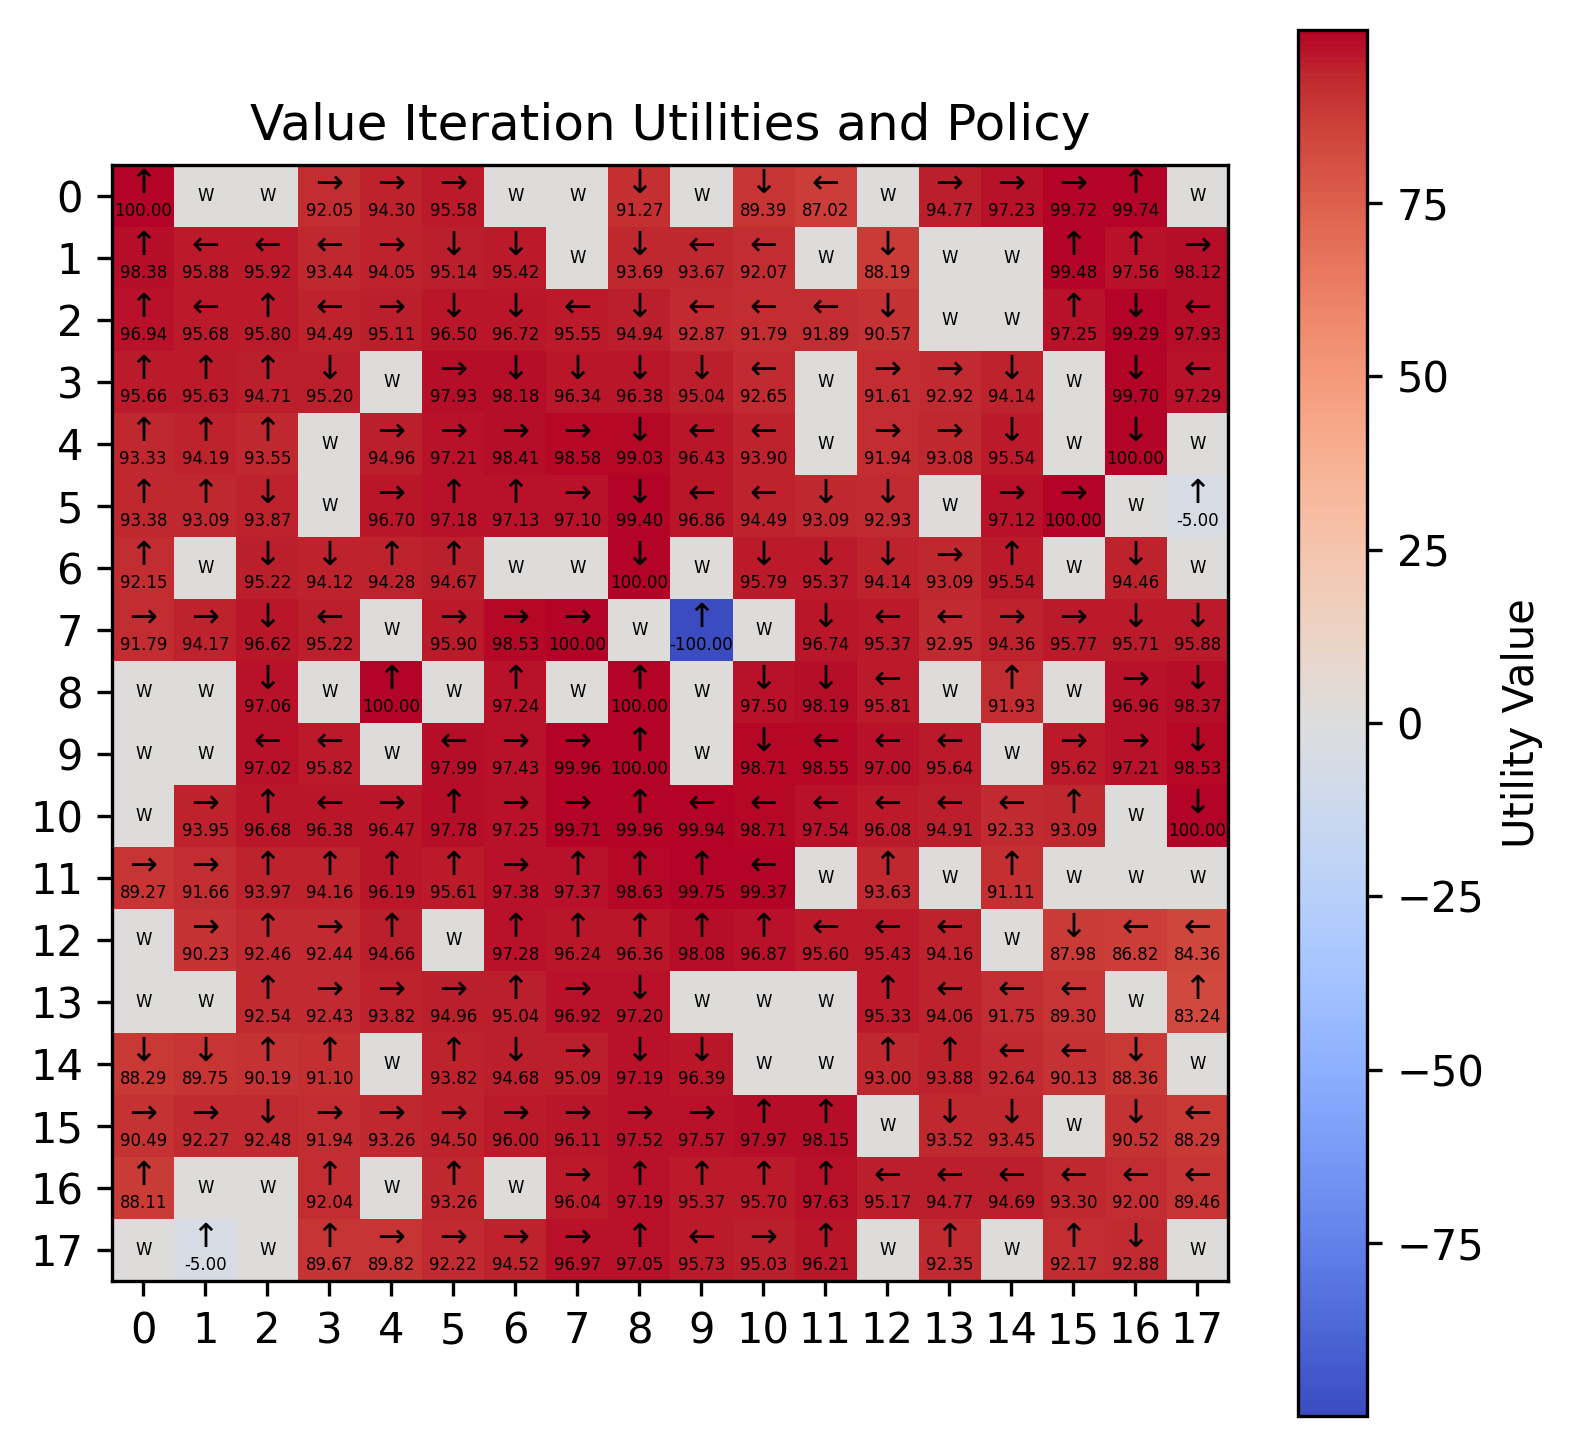 Value Iteration Utilities and Policy
0 ↑ W W → → → W W ↓ W ↓ ← W → → → ↑ W
100.00 92.05 94.30 95.58 91.27 89.39 87.02 94.77 97.23 99.72 99.74
1 ↑ ← ← ← → ↓ ↓ W ↓ ← ← W ↓ W W ↑ ↑ →
98.38 95.88 95.92 93.44 94.05 95.14 95.42 93.69 93.67 92.07 88.19 99.48 97.56 98.12
2 ↑ ← ↑ ← → ↓ ↓ ← ↓ ← ← ← ↓ W W ↑ ↓ ←
96.94 95.68 95.80 94.49 95.11 96.50 96.72 95.55 94.94 92.87 91.79 91.89 90.57 97.25 99.29 97.93
3 ↑ ↑ ↑ ↓ W → ↓ ↓ ↓ ↓ ← W → → ↓ W ↓ ←
95.66 95.63 94.71 95.20 97.93 98.18 96.34 96.38 95.04 92.65 91.61 92.92 94.14 99.70 97.29
4 ↑ ↑ ↑ W → → → → ↓ ← ← W → → ↓ W ↓ W
93.33 94.19 93.55 94.96 97.21 98.41 98.58 99.03 96.43 93.90 91.94 93.08 95.54 100.00
5 ↑ ↑ ↓ W → ↑ ↑ → ↓ ← ← ↓ ↓ W → → W ↑
93.38 93.09 93.87 96.70 97.18 97.13 97.10 99.40 96.86 94.49 93.09 92.93 97.12 100.00 -5.00
6 ↑ W ↓ ↓ ↑ ↑ W W ↓ W ↓ ↓ ↓ → ↑ W ↓ W
92.15 95.22 94.12 94.28 94.67 100.00 95.79 95.37 94.14 93.09 95.54 94.46
7 → → ↓ ← W → → → W ↑ W ↓ ← ← → → ↓ ↓
91.79 94.17 96.62 95.22 95.90 98.53 100.00 -100.00 96.74 95.37 92.95 94.36 95.77 95.71 95.88
8 W W ↓ W ↑ W ↑ W ↑ W ↓ ↓ ← W ↑ W → ↓
97.06 100.00 97.24 100.00 97.50 98.19 95.81 91.93 96.96 98.37
9 W W ← ← W ← → → ↑ W ↓ ← ← ← W → → ↓
97.02 95.82 97.99 97.43 99.96 100.00 98.71 98.55 97.00 95.64 95.62 97.21 98.53
10 W → ↑ ← → ↑ → → ↑ ← ← ← ← ← ← ↑ W ↓
93.95 96.68 96.38 96.47 97.78 97.25 99.71 99.96 99.94 98.71 97.54 96.08 94.91 92.33 93.09 100.00
11 → → ↑ ↑ ↑ ↑ → ↑ ↑ ↑ ← W ↑ W ↑ W W W
89.27 91.66 93.97 94.16 96.19 95.61 97.38 97.37 98.63 99.75 99.37 93.63 91.11
12 W → ↑ → ↑ W ↑ ↑ ↑ ↑ ↑ ← ← ← W ↓ ← ←
90.23 92.46 92.44 94.66 97.28 96.24 96.36 98.08 96.87 95.60 95.43 94.16 87.98 86.82 84.36
13 W W ↑ → → → ↑ → ↓ W W W ↑ ← ← ← W ↑
92.54 92.43 93.82 94.96 95.04 96.92 97.20 95.33 94.06 91.75 89.30 83.24
14 ↓ ↓ ↑ ↑ W ↑ ↓ → ↓ ↓ W W ↑ ↑ ← ← ↓ W
88.29 89.75 90.19 91.10 93.82 94.68 95.09 97.19 96.39 93.00 93.88 92.64 90.13 88.36
15 → → ↓ → → → → → → → ↑ ↑ W ↓ ↓ W ↓ ←
90.49 92.27 92.48 91.94 93.26 94.50 96.00 96.11 97.52 97.57 97.97 98.15 93.52 93.45 90.52 88.29
16 ↑ W W ↑ W ↑ W → ↑ ↑ ↑ ↑ ← ← ← ← ← ←
88.11 92.04 93.26 96.04 97.19 95.37 95.70 97.63 95.17 94.77 94.69 93.30 92.00 89.46
17 W ↑ W ↑ → → → → ↑ ← → ↑ W ↑ W ↑ ↓ W
-5.00 89.67 89.82 92.22 94.52 96.97 97.05 95.73 95.03 96.21 92.35 92.17 92.88
0 1 2 3 4 5 6 7 8 9 10 11 12 13 14 15 16 17
75
50
25
0
−25
−50
−75
Utility Value